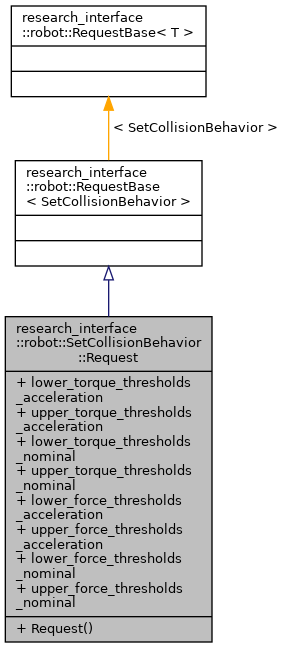 research_interface
::robot::RequestBase< T >
< SetCollisionBehavior >
research_interface
::robot::RequestBase
< SetCollisionBehavior >
research_interface
::robot::SetCollisionBehavior
::Request
+ lower_torque_thresholds
_acceleration
+ upper_torque_thresholds
_acceleration
+ lower_torque_thresholds
_nominal
+ upper_torque_thresholds
_nominal
+ lower_force_thresholds
_acceleration
+ upper_force_thresholds
_acceleration
+ lower_force_thresholds
_nominal
+ upper_force_thresholds
_nominal
+ Request()